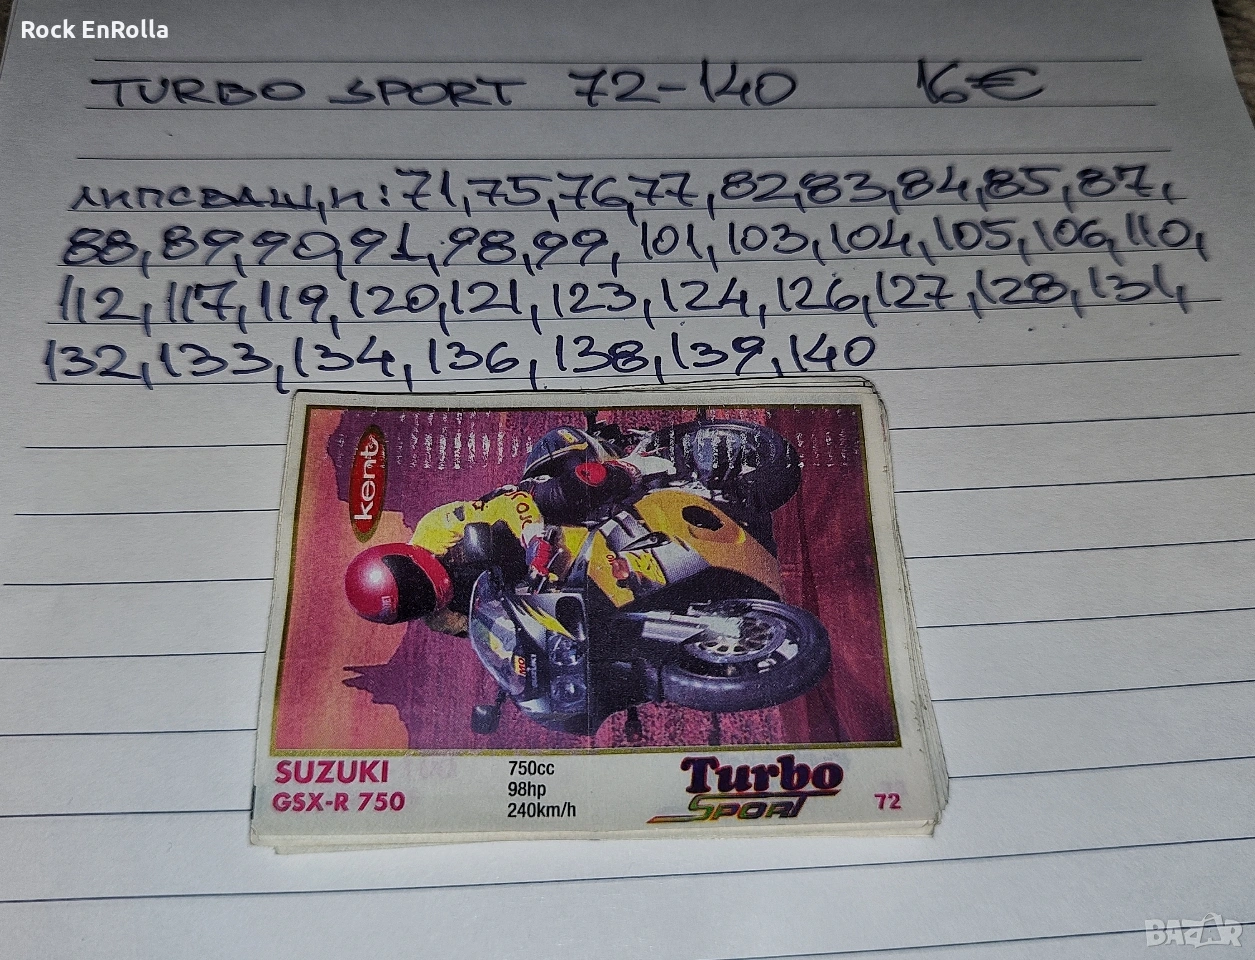 Rock EnRolla
TURBO SPORT 72-140 16€
ЛИПСВАЩИ: 71, 75, 76, 77, 82, 83, 84, 85, 87,
88, 89, 90, 91, 98, 99, 101, 103, 104, 105, 106, 110,
112, 117, 119, 120, 121, 123, 124, 126, 127, 128, 131,
132, 133, 134, 136, 138, 139, 140
kent
SUZUKI
GSX-R 750
750cc
98hp
240km/h
Turbo
SPORT
72
BAZAR